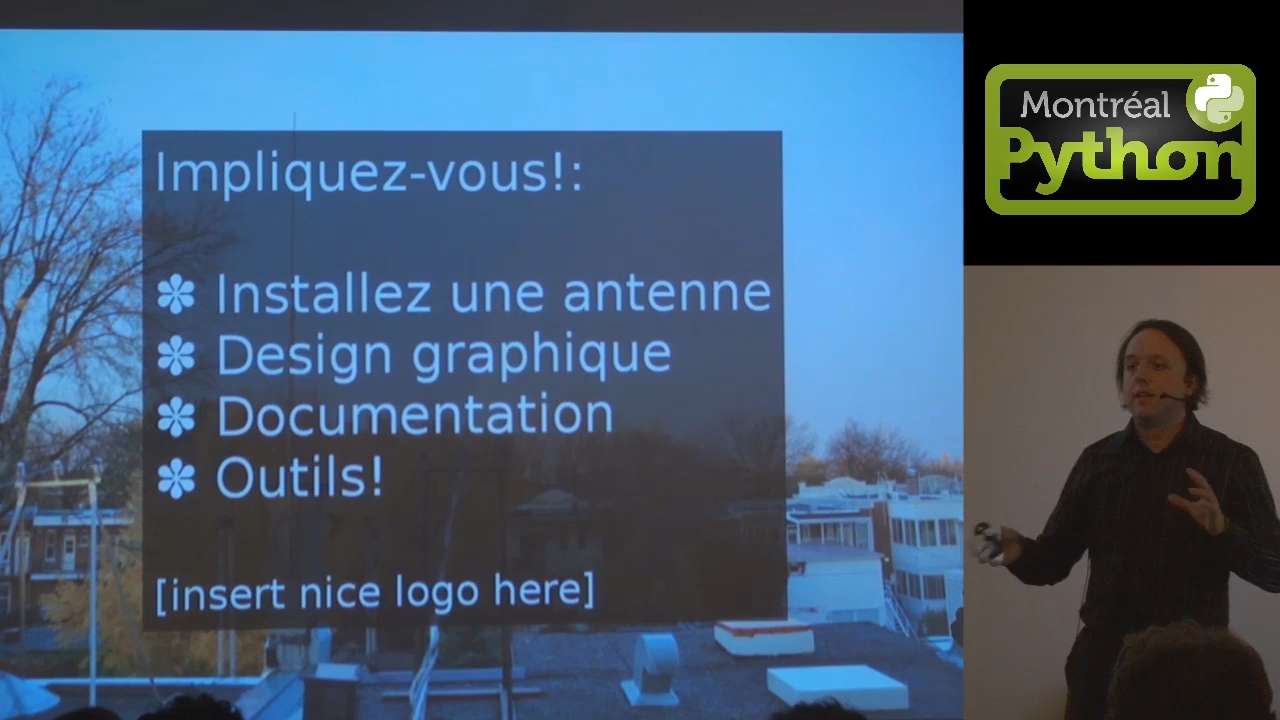 Impliquez-vous!:
✽ Installez une antenne
✽ Design graphique
✽ Documentation
✽ Outils!
[insert nice logo here]
Montréal
Python